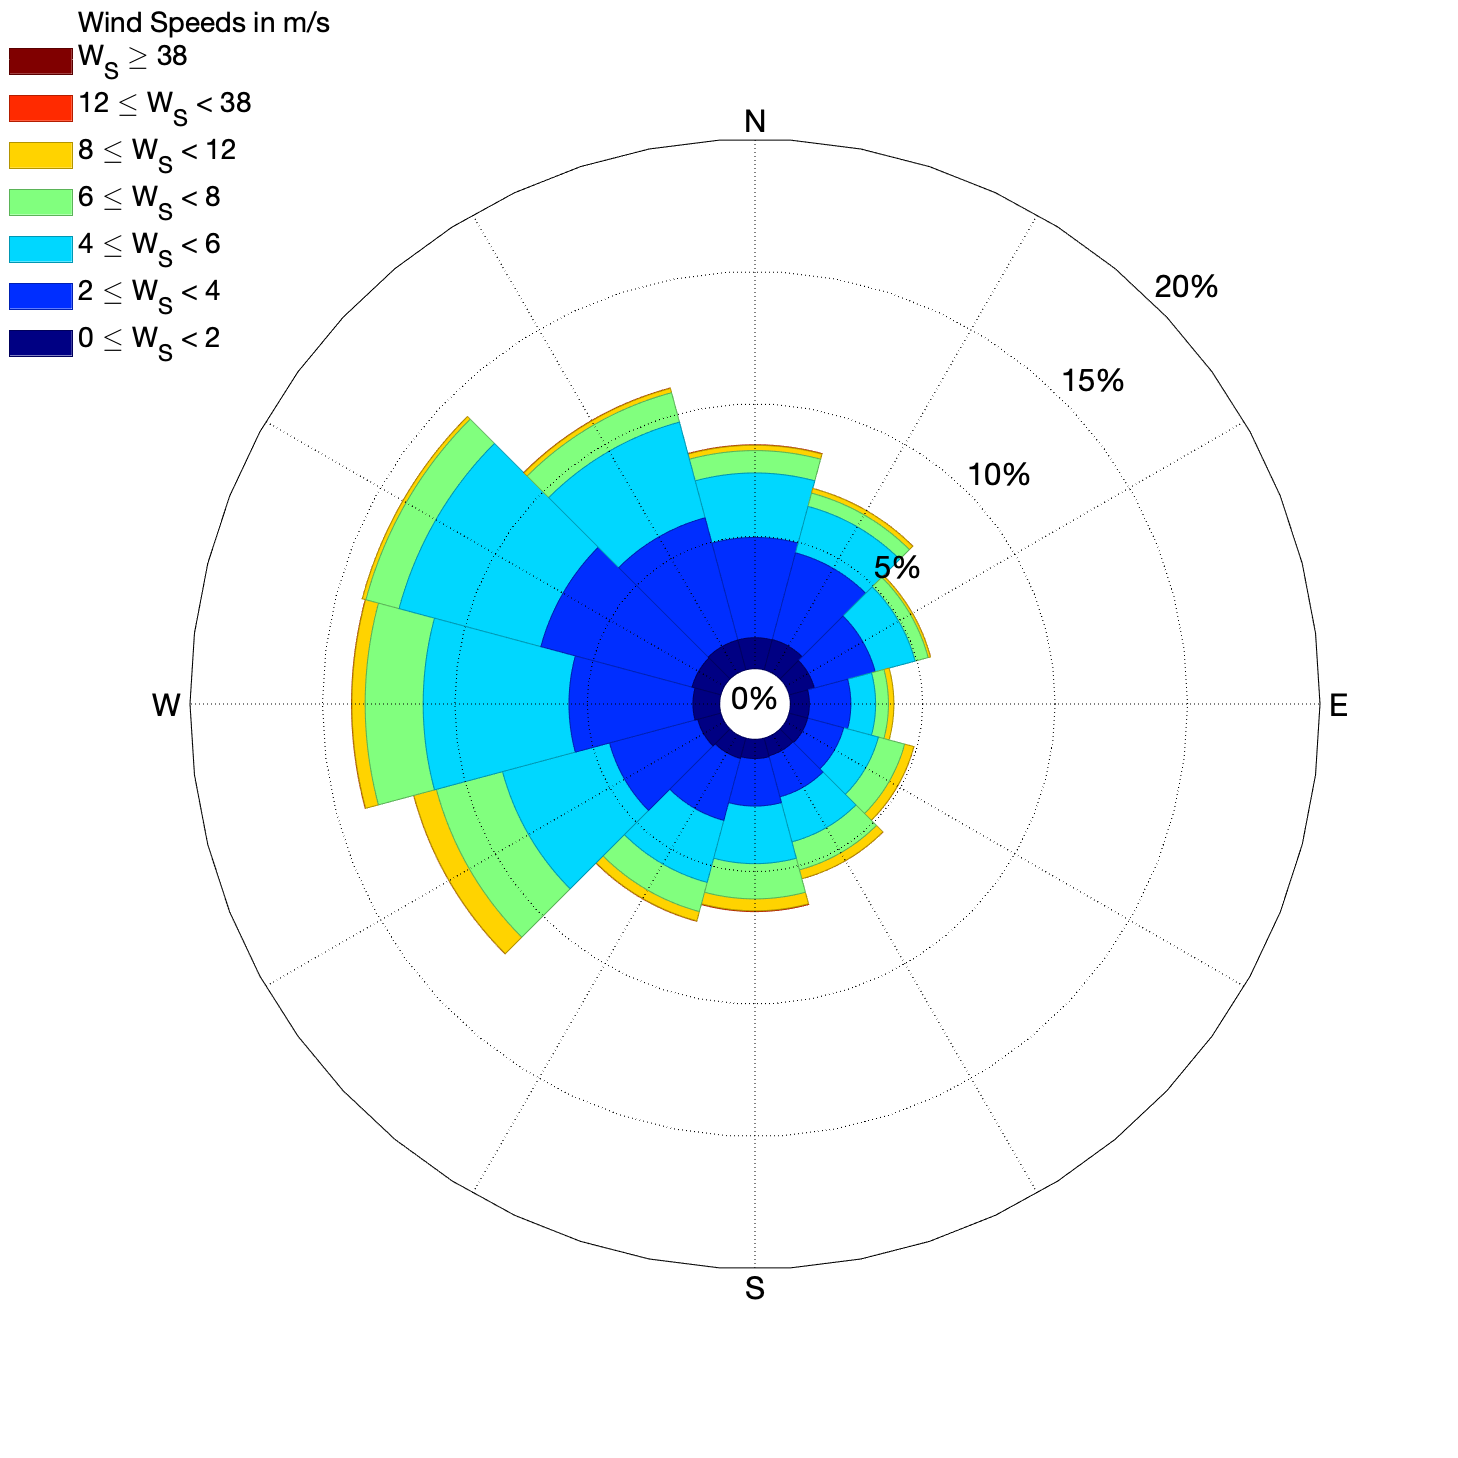 Wind Speeds in m/s
W_S ≥ 38
12 ≤ W_S < 38
8 ≤ W_S < 12
6 ≤ W_S < 8
4 ≤ W_S < 6
2 ≤ W_S < 4
0 ≤ W_S < 2
N
20%
15%
10%
5%
0%
W
E
S